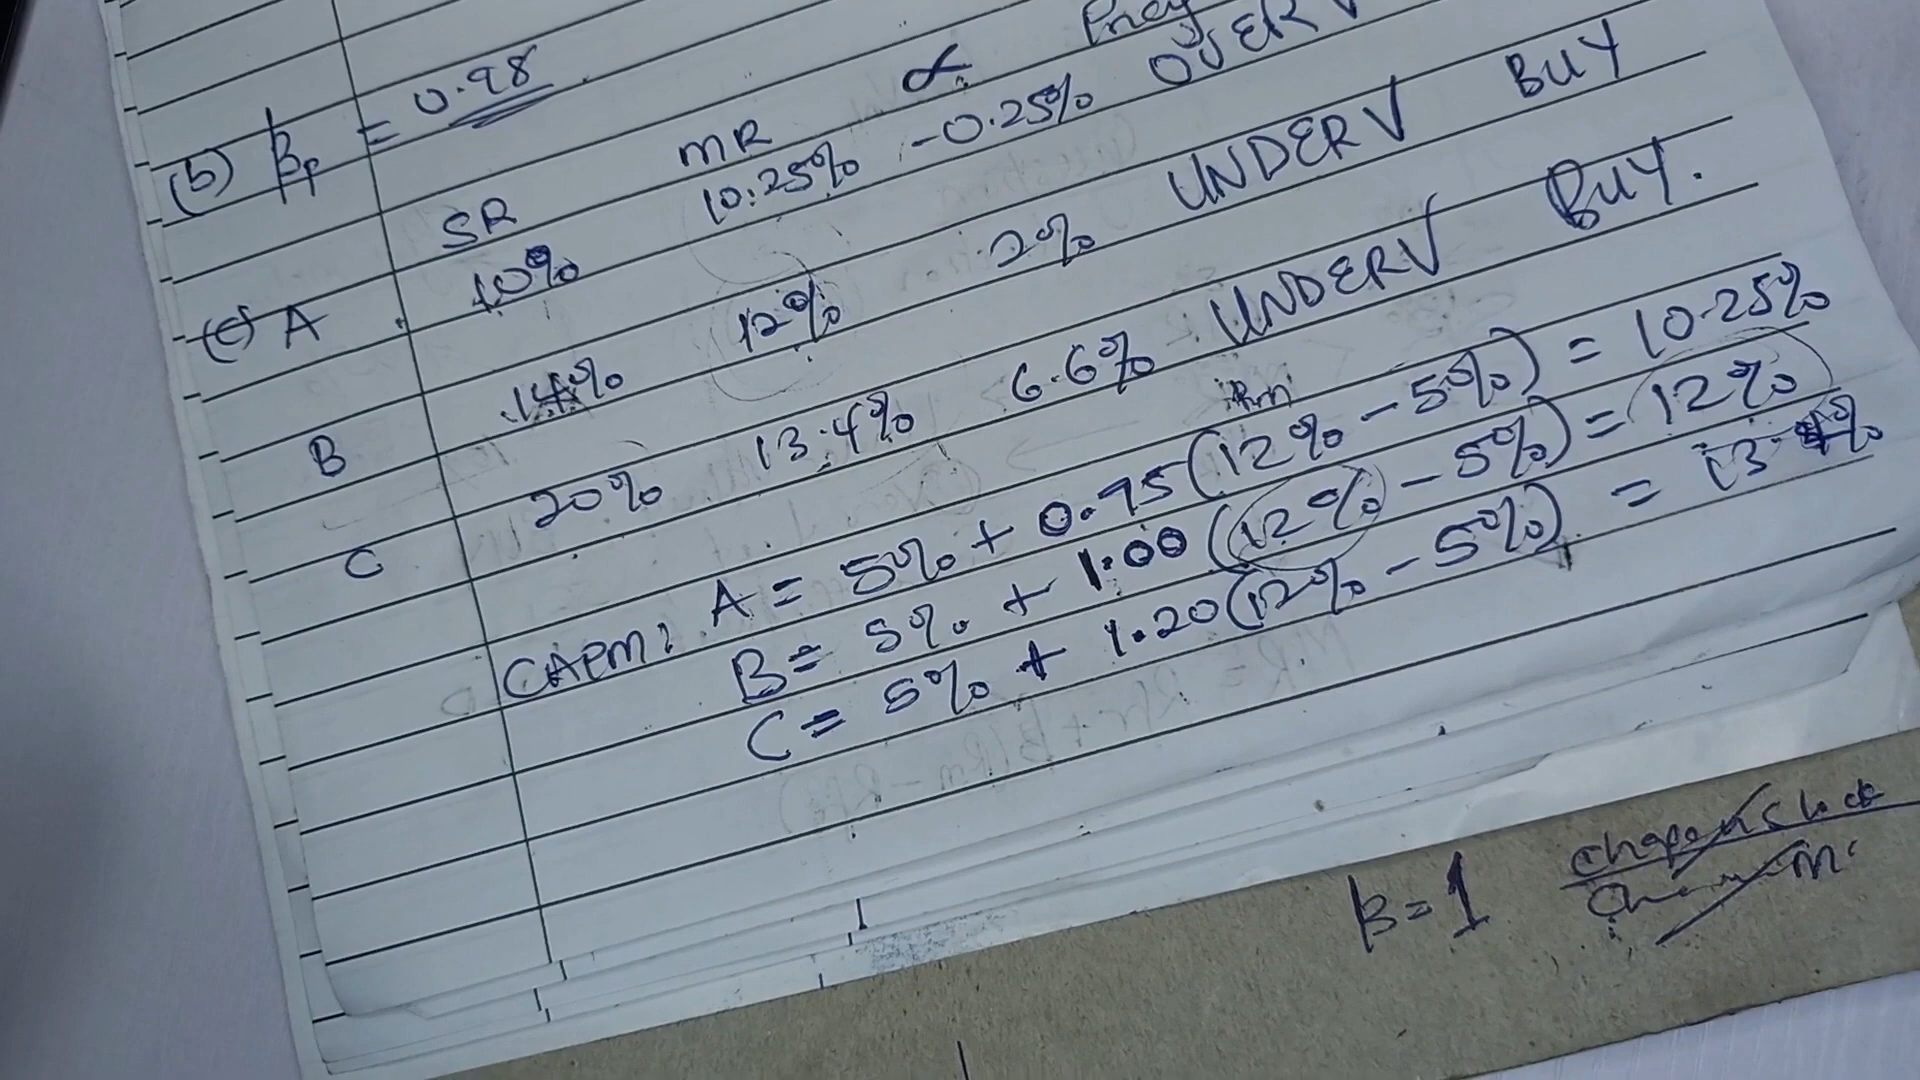 (b) βp = 0.98
SR MR α
(c) A 10% 10.25% -0.25% OVERV
B 14% 12% 2% UNDERV BUY
C 20% 13.4% 6.6% UNDERV BUY.
Rm
CAPM: A = 5% + 0.75(12% - 5%) = 10.25%
B = 5% + 1.00(12% - 5%) = 12%
C = 5% + 1.20(12% - 5%) = 13.4%
β = 1